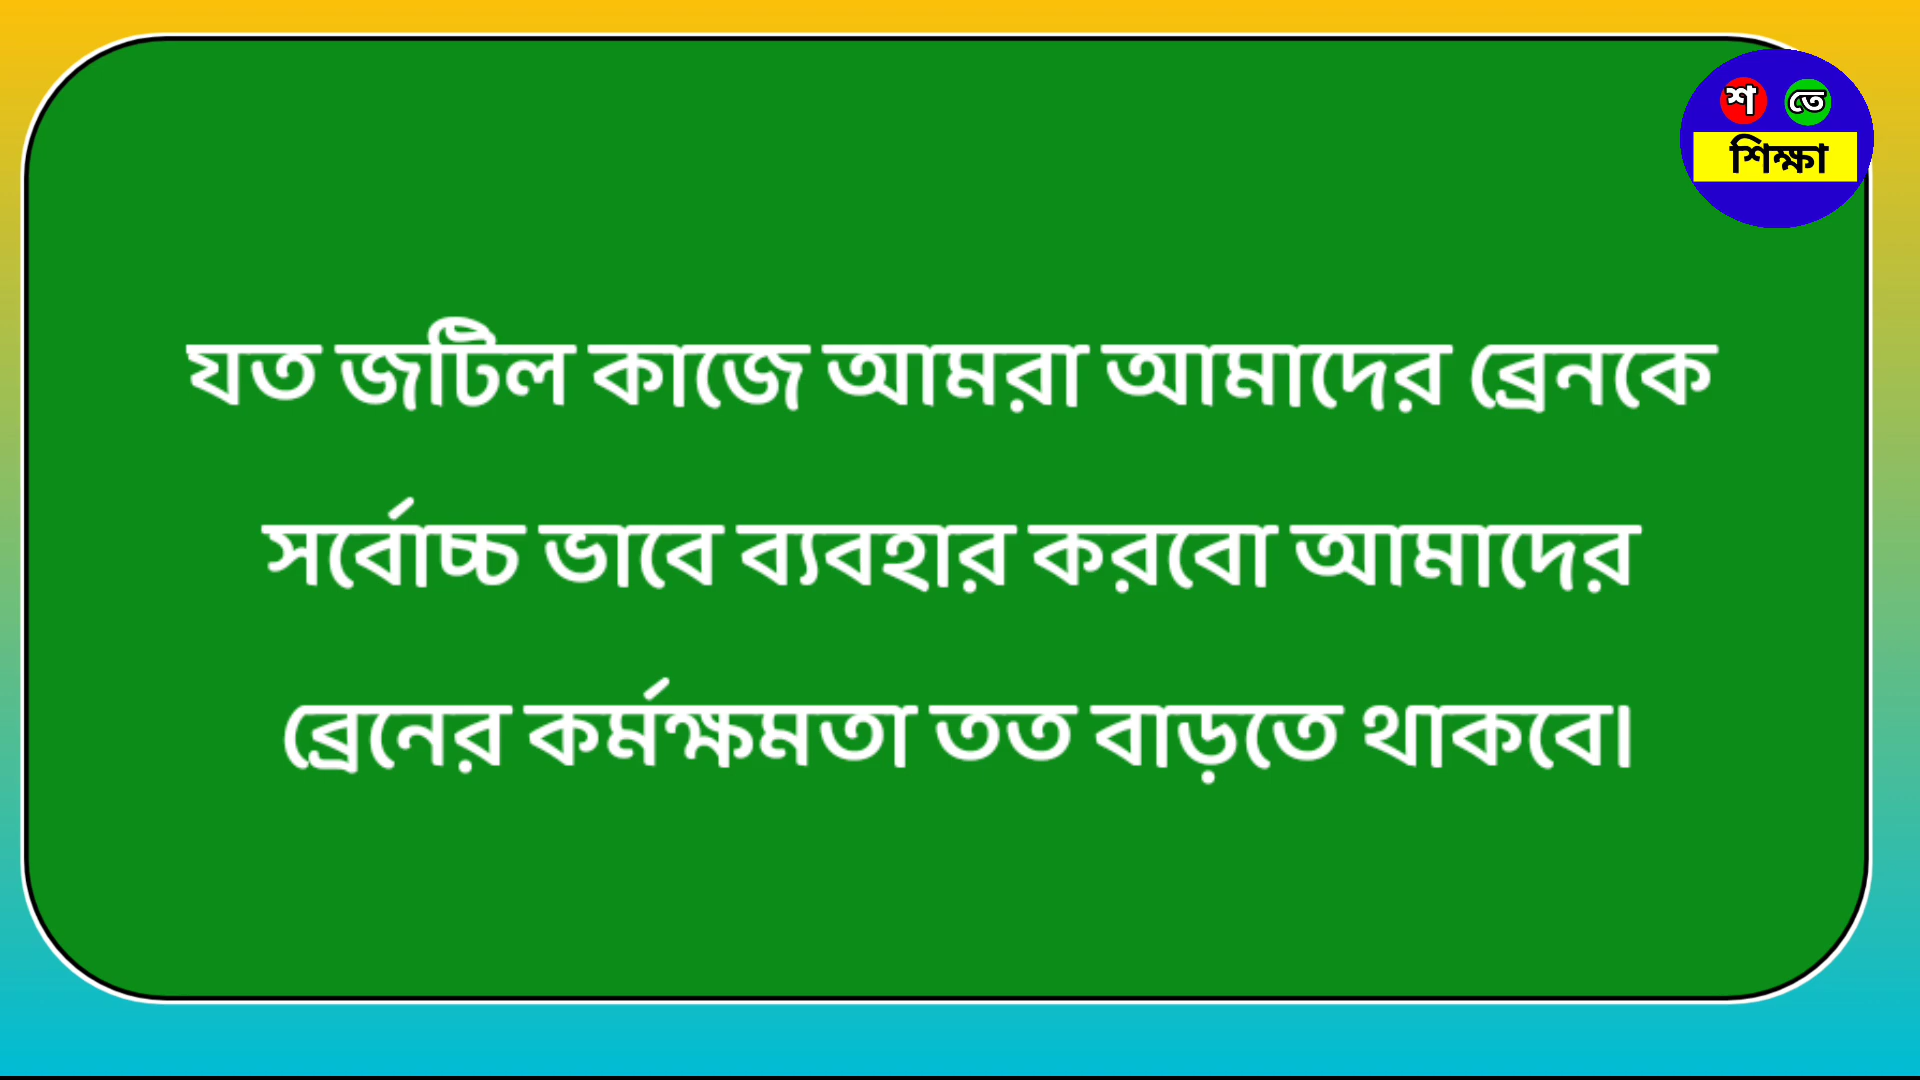 শ তে
শিক্ষা
যত জটিল কাজে আমরা আমাদের ব্রেনকে
সর্বোচ্চ ভাবে ব্যবহার করবো আমাদের
ব্রেনের কর্মক্ষমতা তত বাড়তে থাকবে।